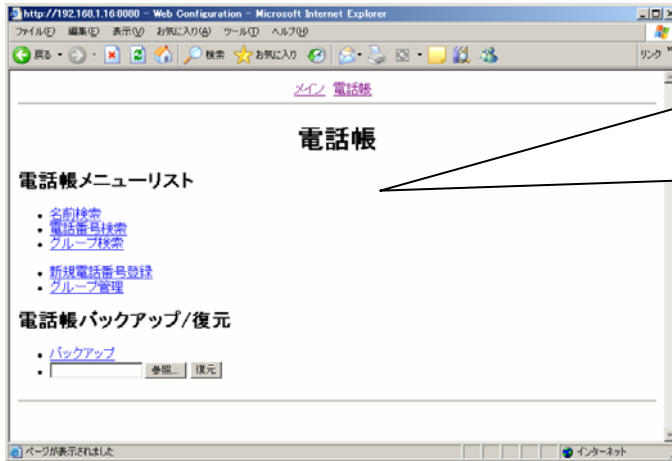 http://192.168.1.16:8000 - Web Configuration - Microsoft Internet Explorer
ファイル(F) 編集(E) 表示(V) お気に入り(A) ツール(T) ヘルプ(H)
戻る 検索 お気に入り リンク
メイン 電話帳
電話帳
電話帳メニューリスト
名前検索
電話番号検索
グループ検索
新規電話番号登録
グループ管理
電話帳バックアップ/復元
バックアップ
参照... 復元
ページが表示されました インターネット